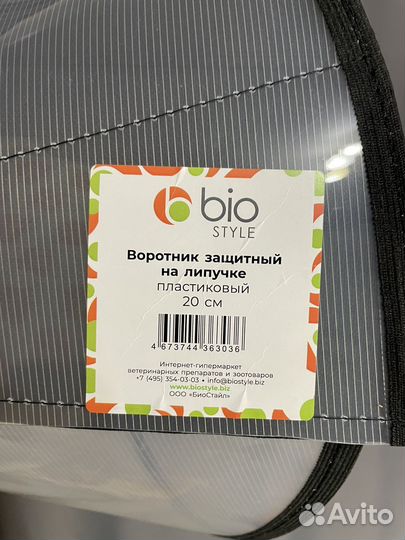 bio
STYLE
Воротник защитный
на липучке
пластиковый
20 см
4 673744 363036
Интернет-гипермаркет
ветеринарных препаратов и зоотоваров
+7 (495) 354-03-03 • info@biostyle.biz
www.biostyle.biz
ООО «БиоСтайл»
Avito